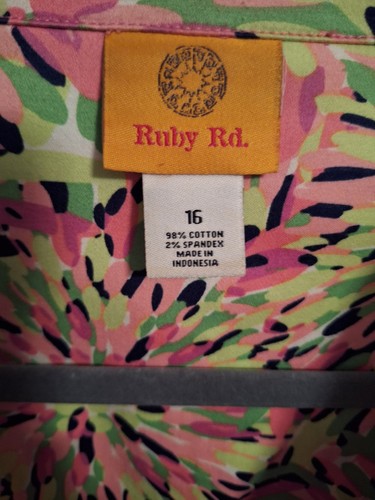 Ruby Rd.
16
98% COTTON
2% SPANDEX
MADE IN
INDONESIA